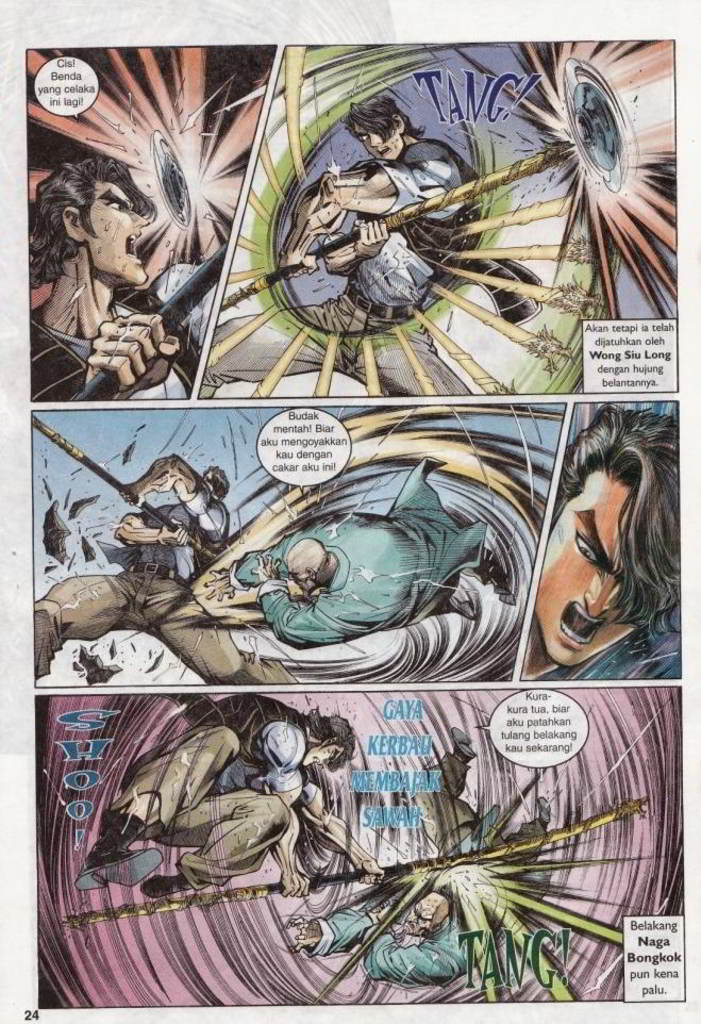 Cis!
Benda
yang celaka
ini lagi!
TANG!
Akan tetapi ia telah
dijatuhkan oleh
Wong Siu Long
dengan hujung
belantannya.
Budak
mentah! Biar
aku mengoyakkan
kau dengan
cakar aku ini!
SHOO!
GAYA
KERBAU
MEMBAJAK
SAWAH
Kura-
kura tua, biar
aku patahkan
tulang belakang
kau sekarang!
TANG!
Belakang
Naga
Bongkok
pun kena
palu.
24